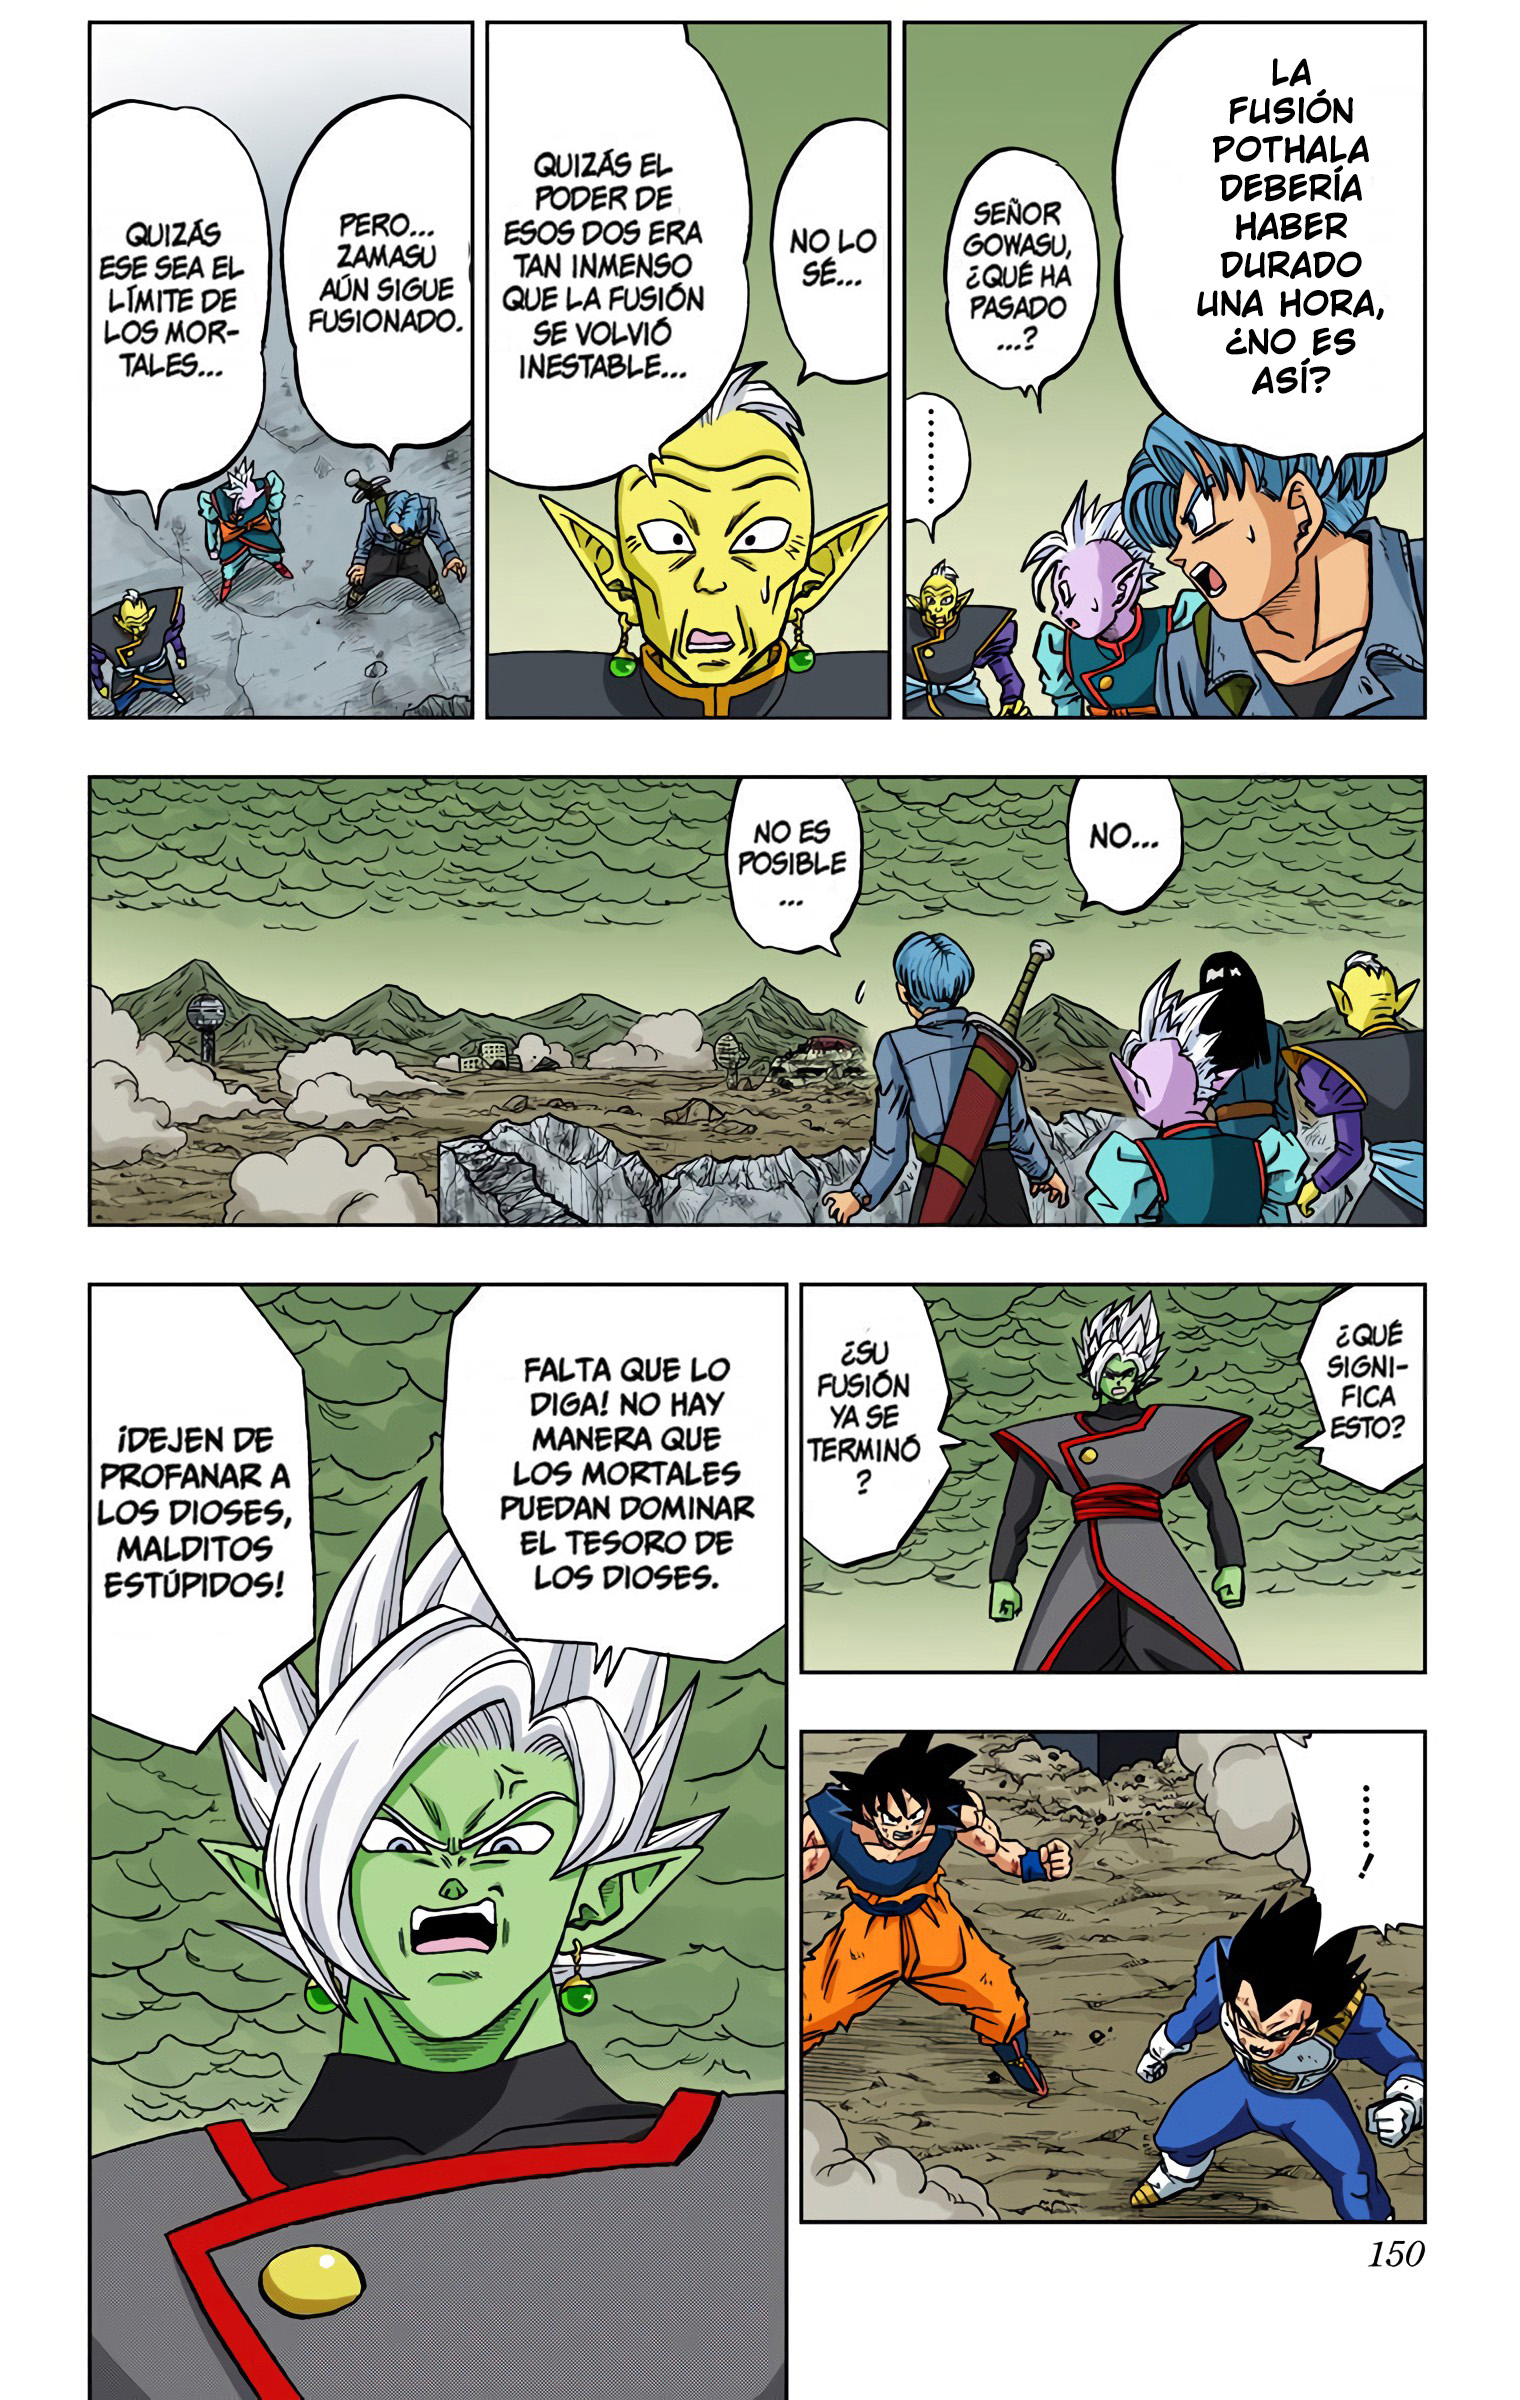 LA
FUSIÓN
POTHALA
DEBERÍA
HABER
DURADO
UNA HORA,
¿NO ES
ASÍ?
SEÑOR
GOWASU,
¿QUÉ HA
PASADO
...?
.........
NO LO
SÉ...
QUIZÁS EL
PODER DE
ESOS DOS ERA
TAN INMENSO
QUE LA FUSIÓN
SE VOLVIÓ
INESTABLE...
PERO...
ZAMASU
AÚN SIGUE
FUSIONADO.
QUIZÁS
ESE SEA EL
LÍMITE DE
LOS MOR-
TALES...
NO...
NO ES
POSIBLE
...
¿QUÉ
SIGNI-
FICA
ESTO?
¿SU
FUSIÓN
YA SE
TERMINÓ
?
......!
FALTA QUE LO
DIGA! NO HAY
MANERA QUE
LOS MORTALES
PUEDAN DOMINAR
EL TESORO DE
LOS DIOSES.
¡DEJEN DE
PROFANAR A
LOS DIOSES,
MALDITOS
ESTÚPIDOS!
150